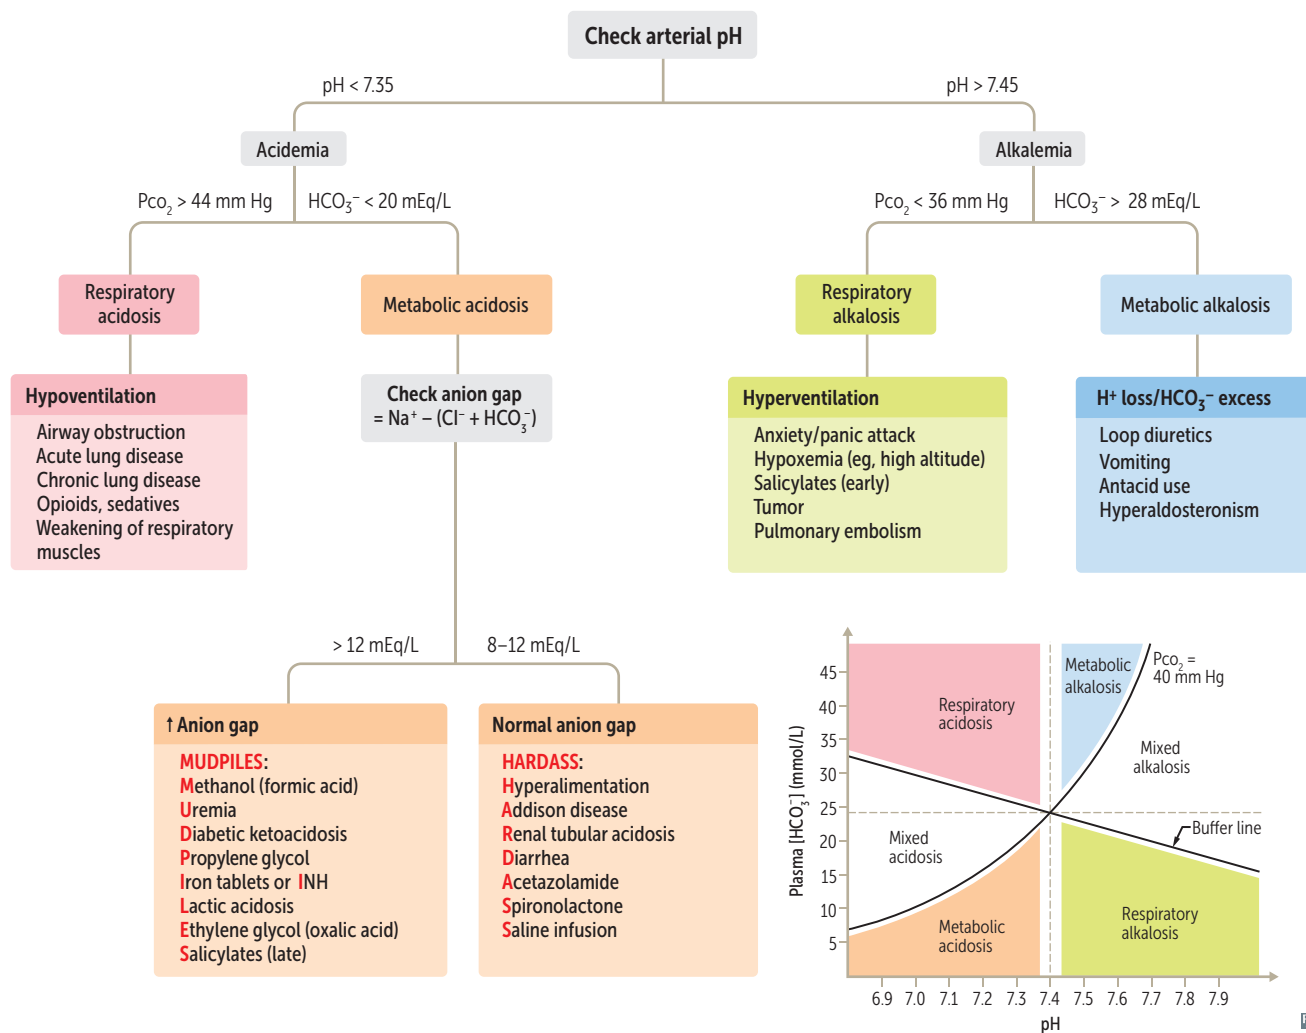 Check arterial pH
pH < 7.35
pH > 7.45
Acidemia
Alkalemia
Pco₂ > 44 mm Hg
HCO₃⁻ < 20 mEq/L
Pco₂ < 36 mm Hg
HCO₃⁻ > 28 mEq/L
Respiratory
acidosis
Metabolic acidosis
Respiratory
alkalosis
Metabolic alkalosis
Hypoventilation
Airway obstruction
Acute lung disease
Chronic lung disease
Opioids, sedatives
Weakening of respiratory
muscles
Check anion gap
= Na⁺ – (Cl⁻ + HCO₃⁻)
Hyperventilation
Anxiety/panic attack
Hypoxemia (eg, high altitude)
Salicylates (early)
Tumor
Pulmonary embolism
H⁺ loss/HCO₃⁻ excess
Loop diuretics
Vomiting
Antacid use
Hyperaldosteronism
> 12 mEq/L
8–12 mEq/L
↑ Anion gap
MUDPILES:
Methanol (formic acid)
Uremia
Diabetic ketoacidosis
Propylene glycol
Iron tablets or INH
Lactic acidosis
Ethylene glycol (oxalic acid)
Salicylates (late)
Normal anion gap
HARDASS:
Hyperalimentation
Addison disease
Renal tubular acidosis
Diarrhea
Acetazolamide
Spironolactone
Saline infusion
Plasma [HCO₃⁻] (mmol/L)
45
40
35
30
25
20
15
10
5
Respiratory
acidosis
Metabolic
alkalosis
Pco₂ =
40 mm Hg
Mixed
alkalosis
Mixed
acidosis
Buffer line
Metabolic
acidosis
Respiratory
alkalosis
6.9 7.0 7.1 7.2 7.3 7.4 7.5 7.6 7.7 7.8 7.9
pH